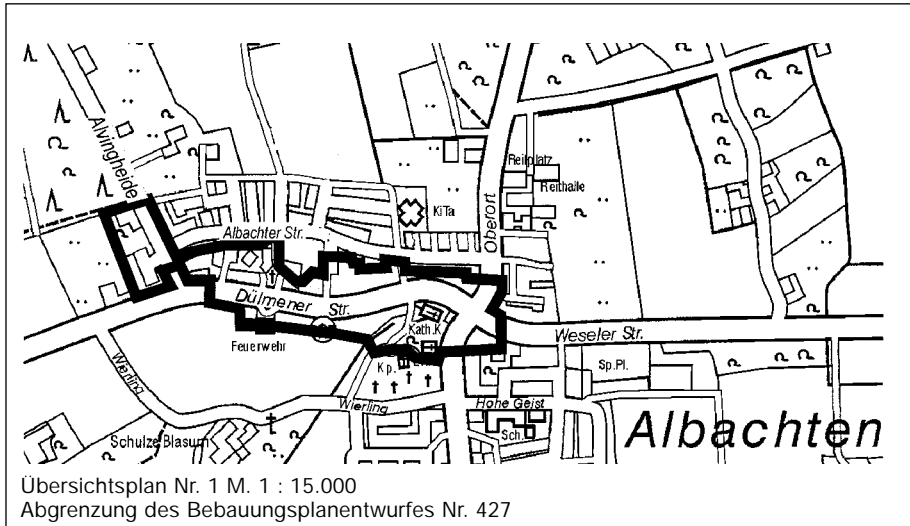 Alvingheide
Reitplatz
Reithalle
KiTa
Oberort
Albachter Str.
Dülmener Str.
Kath.K
Weseler Str.
Feuerwehr
Kp.
Sp.Pl.
Wierling
Wierling
Hohe Geist
Schulze Blasum
Sch.
Albachten
Übersichtsplan Nr. 1 M. 1 : 15.000
Abgrenzung des Bebauungsplanentwurfes Nr. 427